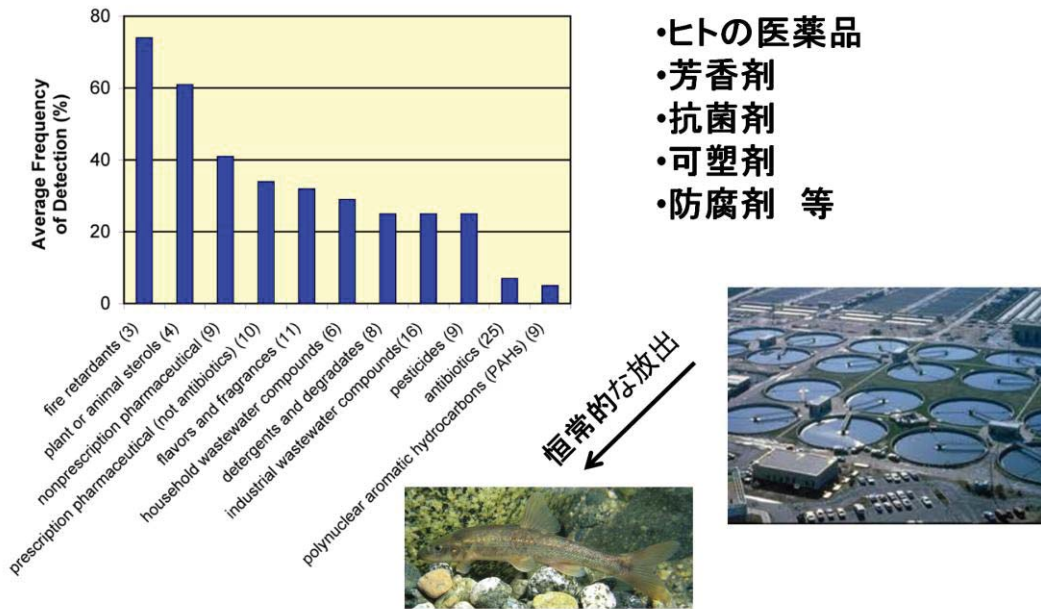 80
60
40
20
0
Average Frequency
of Detection (%)
fire retardants (3)
plant or animal sterols (4)
nonprescription pharmaceutical (9)
prescription pharmaceutical (not antibiotics) (10)
flavors and fragrances (11)
household wastewater compounds (6)
detergents and degradates (8)
industrial wastewater compounds(16)
pesticides (9)
antibiotics (25)
polynuclear aromatic hydrocarbons (PAHs) (9)
•ヒトの医薬品
•芳香剤
•抗菌剤
•可塑剤
•防腐剤　等
恒常的な放出